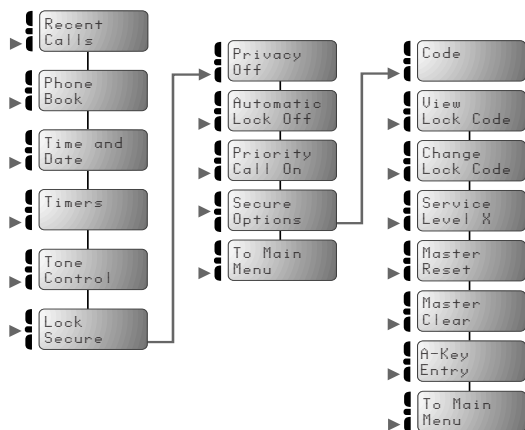 Recent
Calls
Phone
Book
Time and
Date
Timers
Tone
Control
Lock
Secure
Privacy
Off
Automatic
Lock Off
Priority
Call On
Secure
Options
To Main
Menu
Code
View
Lock Code
Change
Lock Code
Service
Level X
Master
Reset
Master
Clear
A-Key
Entry
To Main
Menu